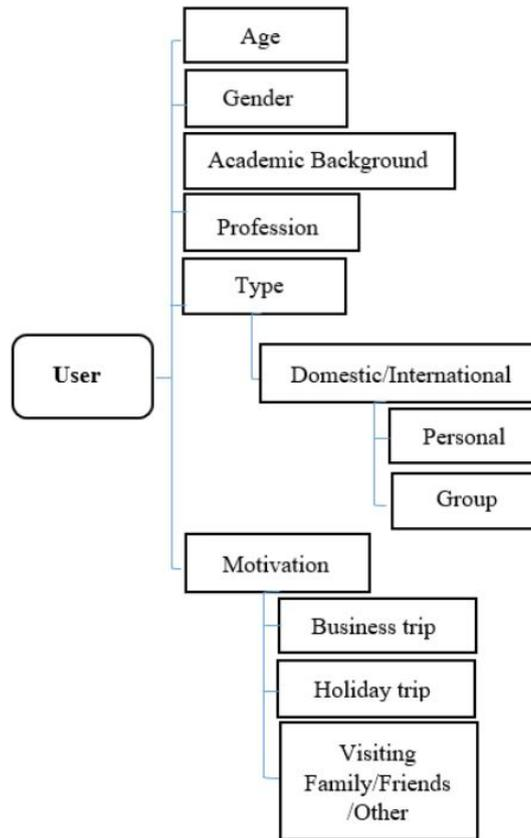 Age
Gender
Academic Background
Profession
Type
User
Domestic/International
Personal
Group
Motivation
Business trip
Holiday trip
Visiting
Family/Friends
/Other